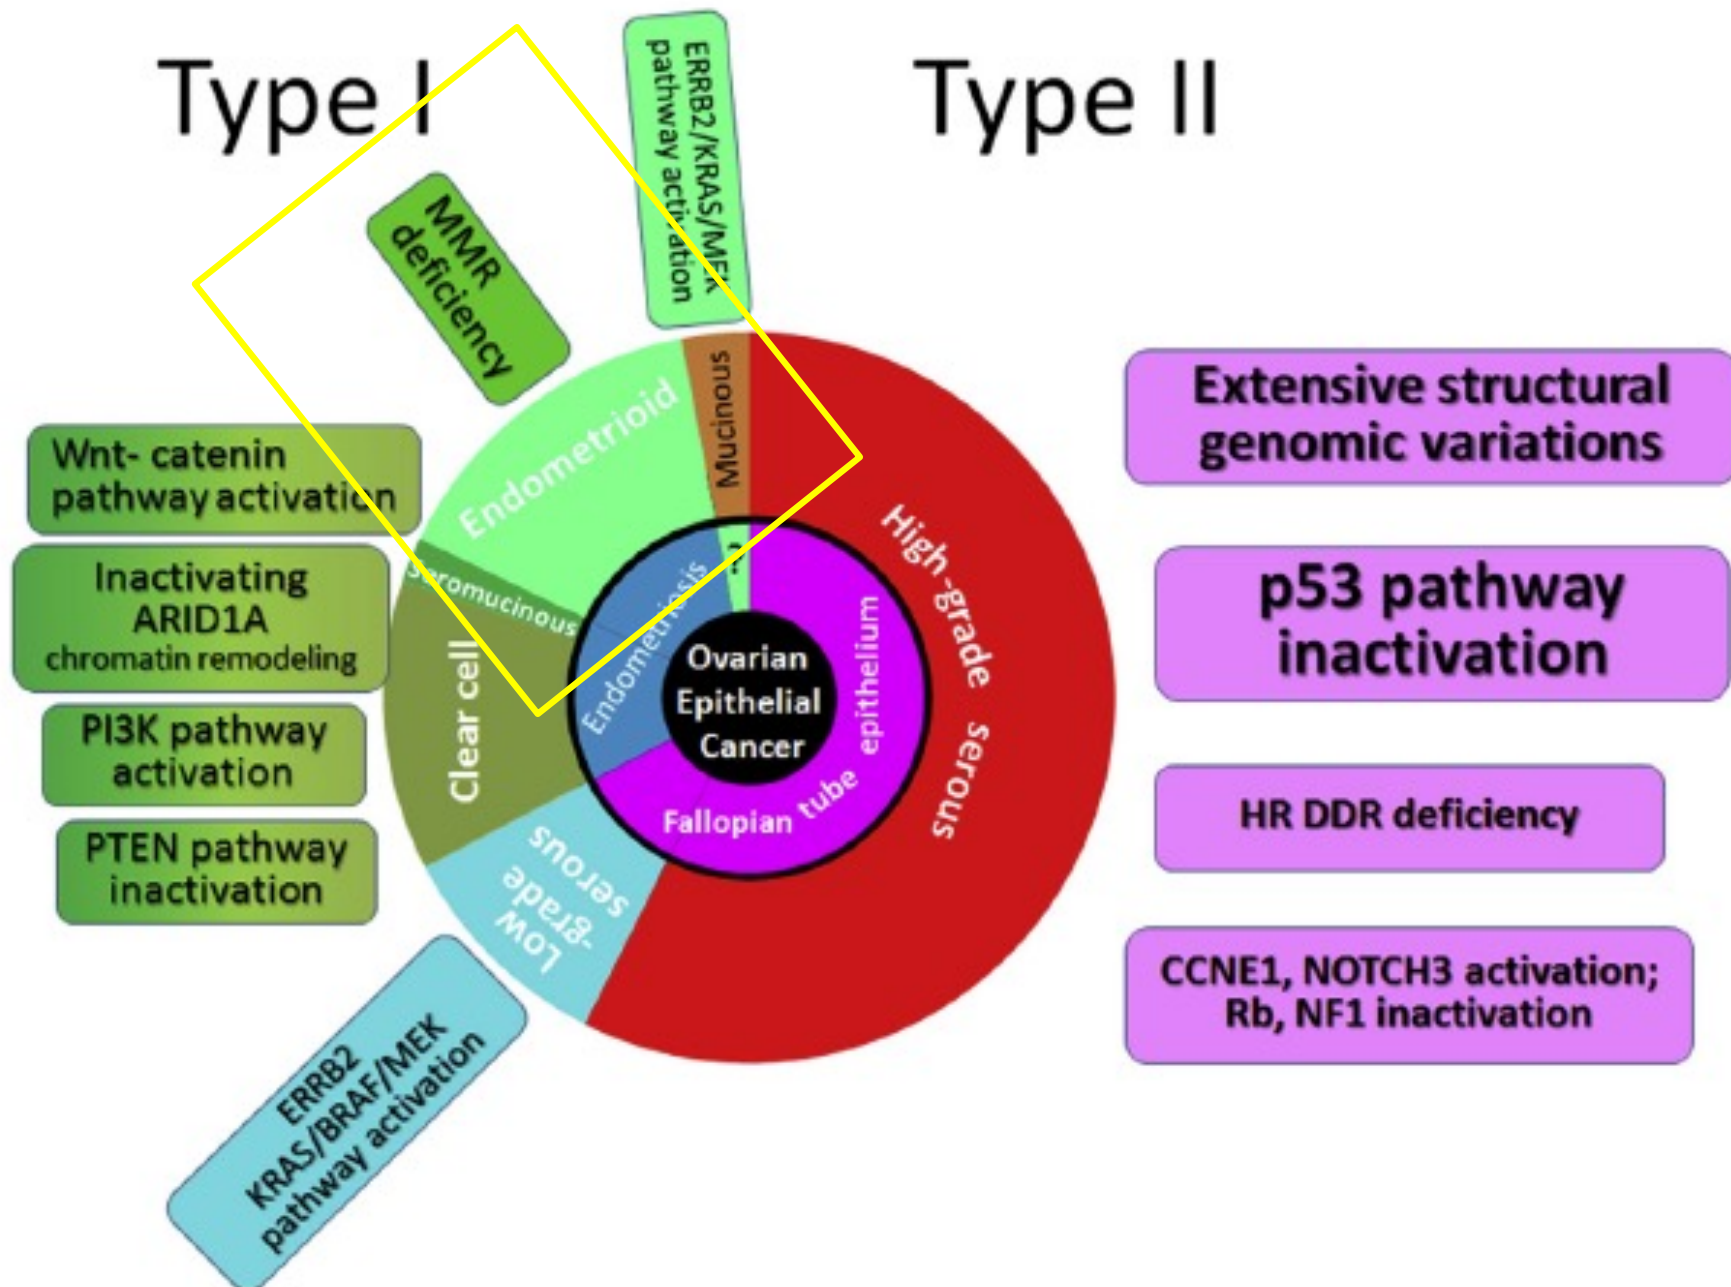 Type I
Type II
ERRB2/KRAS/MEK
pathway activation
MMR
deficiency
Wnt- catenin
pathway activation
Inactivating
ARID1A
chromatin remodeling
PI3K pathway
activation
PTEN pathway
inactivation
ERRB2
KRAS/BRAF/MEK
pathway activation
Mucinous
Endometrioid
Seromucinous
Clear cell
Low
-grade
serous
High-grade serous
Endometriosis
Fallopian tube epithelium
Ovarian
Epithelial
Cancer
Extensive structural
genomic variations
p53 pathway
inactivation
HR DDR deficiency
CCNE1, NOTCH3 activation;
Rb, NF1 inactivation